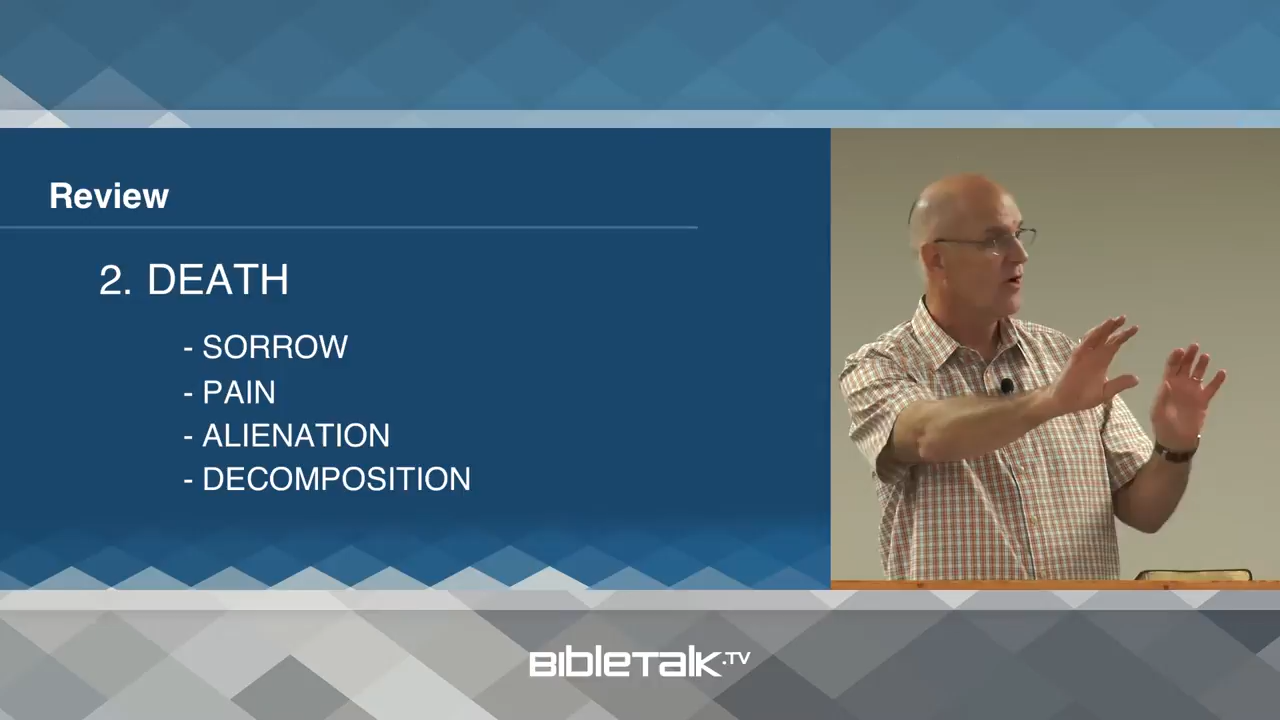 Review
2. DEATH
- SORROW
- PAIN
- ALIENATION
- DECOMPOSITION
BIBLETALK.TV